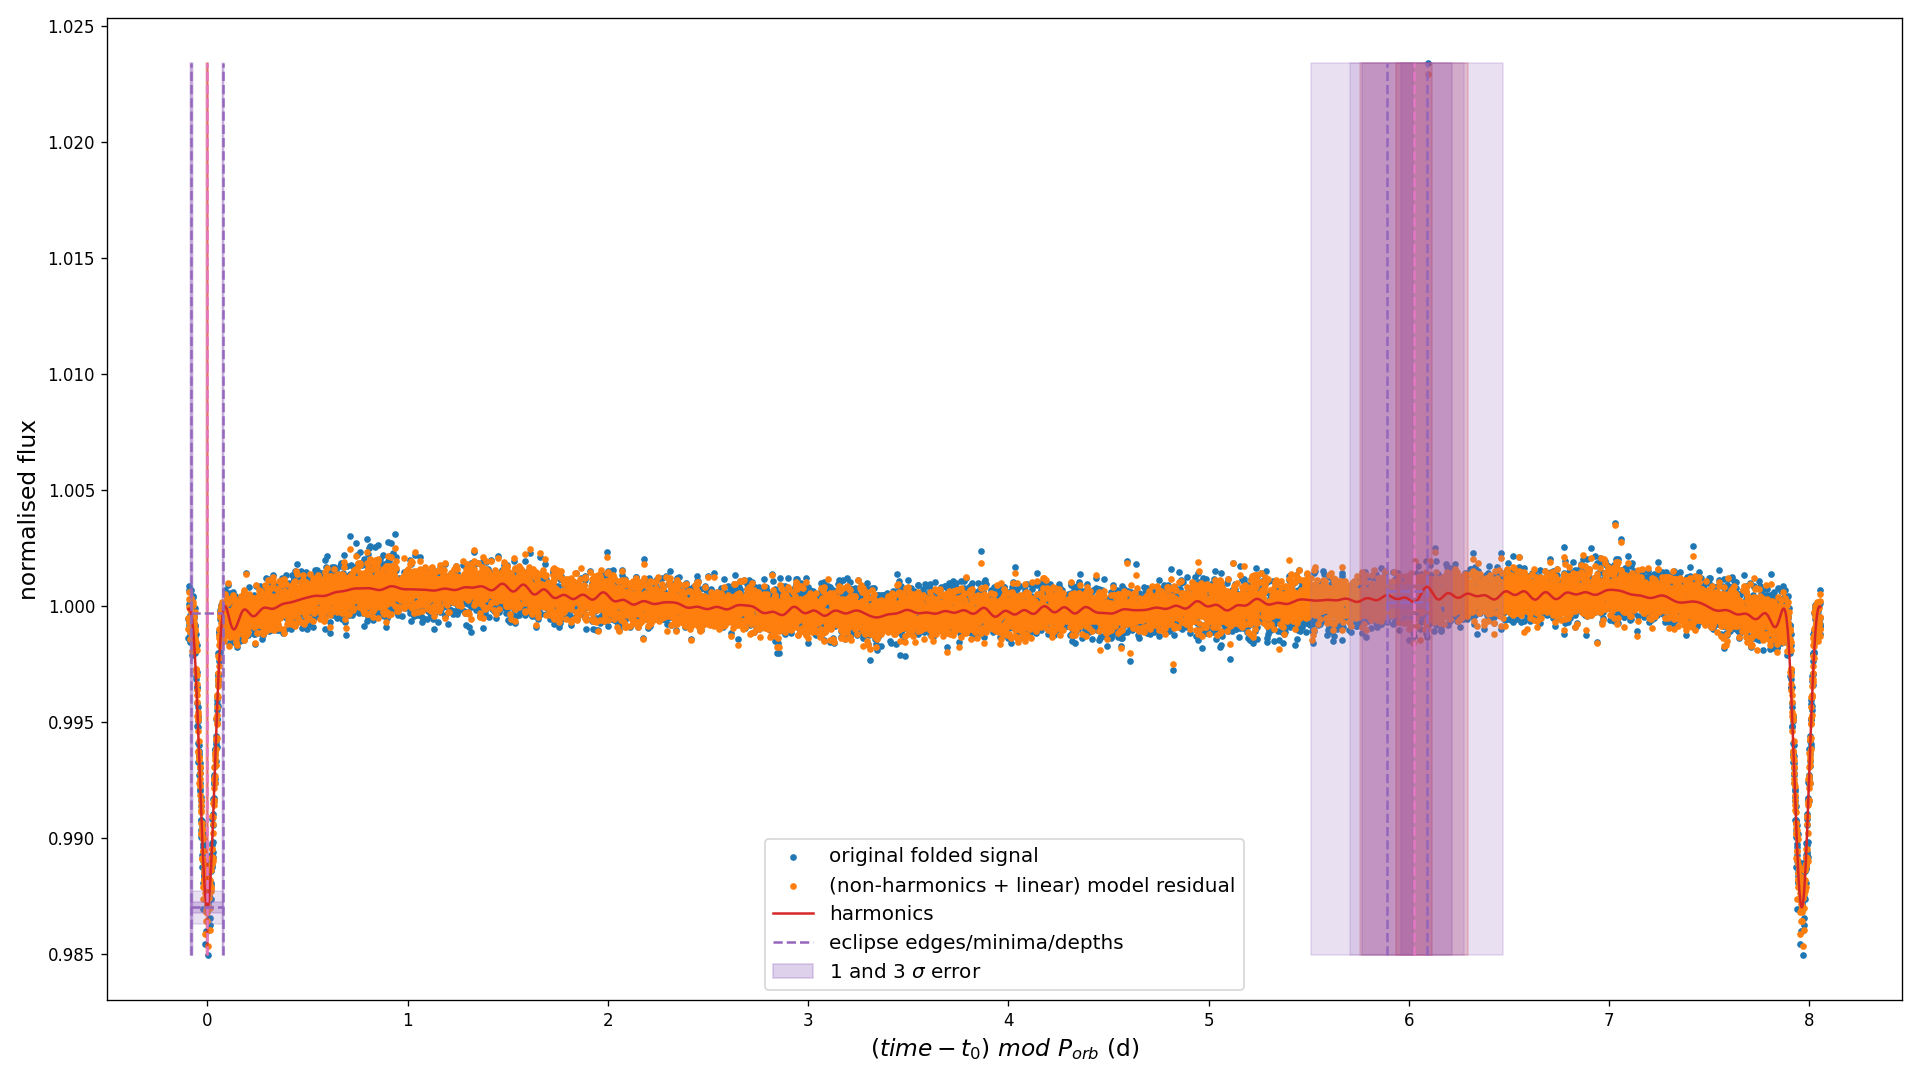 normalised flux
1.025
1.020
1.015
1.010
1.005
1.000
0.995
0.990
0.985
original folded signal
(non-harmonics + linear) model residual
harmonics
eclipse edges/minima/depths
1 and 3 σ error
0 1 2 3 4 5 6 7 8
(time − t₀) mod Pₒᵣb (d)